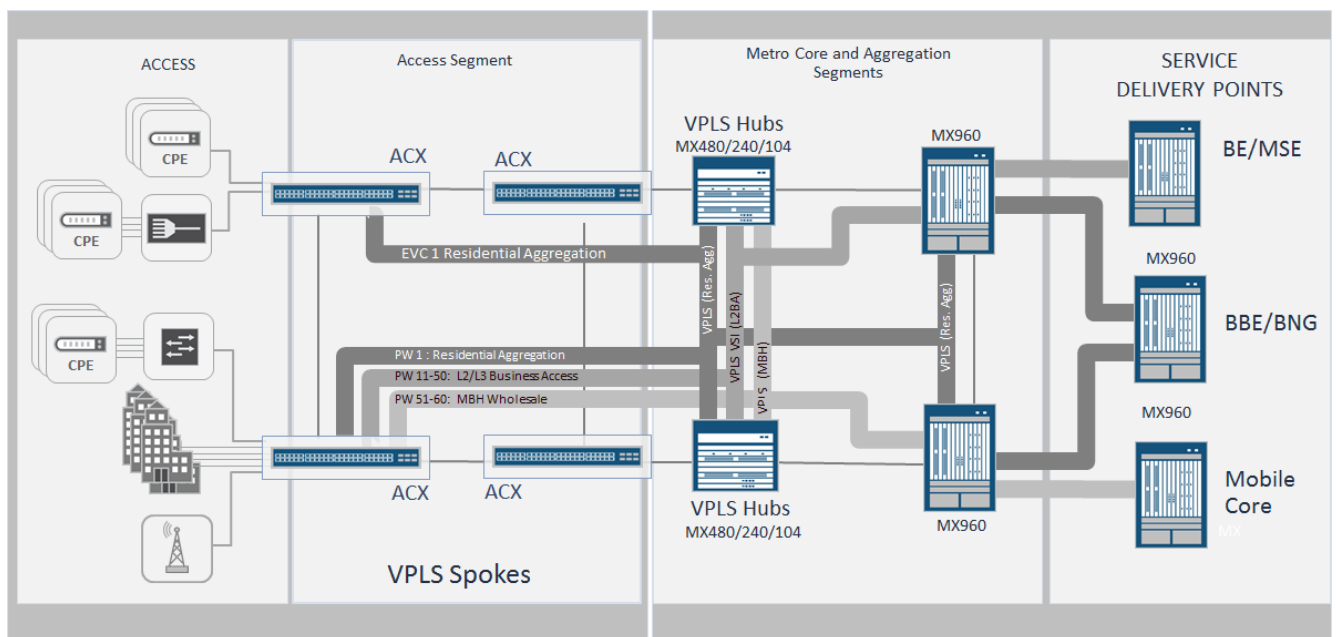 ACCESS
Access Segment
Metro Core and Aggregation
Segments
SERVICE
DELIVERY POINTS
CPE
CPE
CPE
ACX
ACX
VPLS Hubs
MX480/240/104
MX960
BE/MSE
EVC 1 Residential Aggregation
VPLS (Res. Agg)
VPLS VSI (L2BA)
VPLS (MBH)
VPLS (Res. Agg)
MX960
BBE/BNG
PW 1 : Residential Aggregation
PW 11-50: L2/L3 Business Access
PW 51-60: MBH Wholesale
MX960
ACX
ACX
VPLS Hubs
MX480/240/104
MX960
Mobile
Core
MX
VPLS Spokes